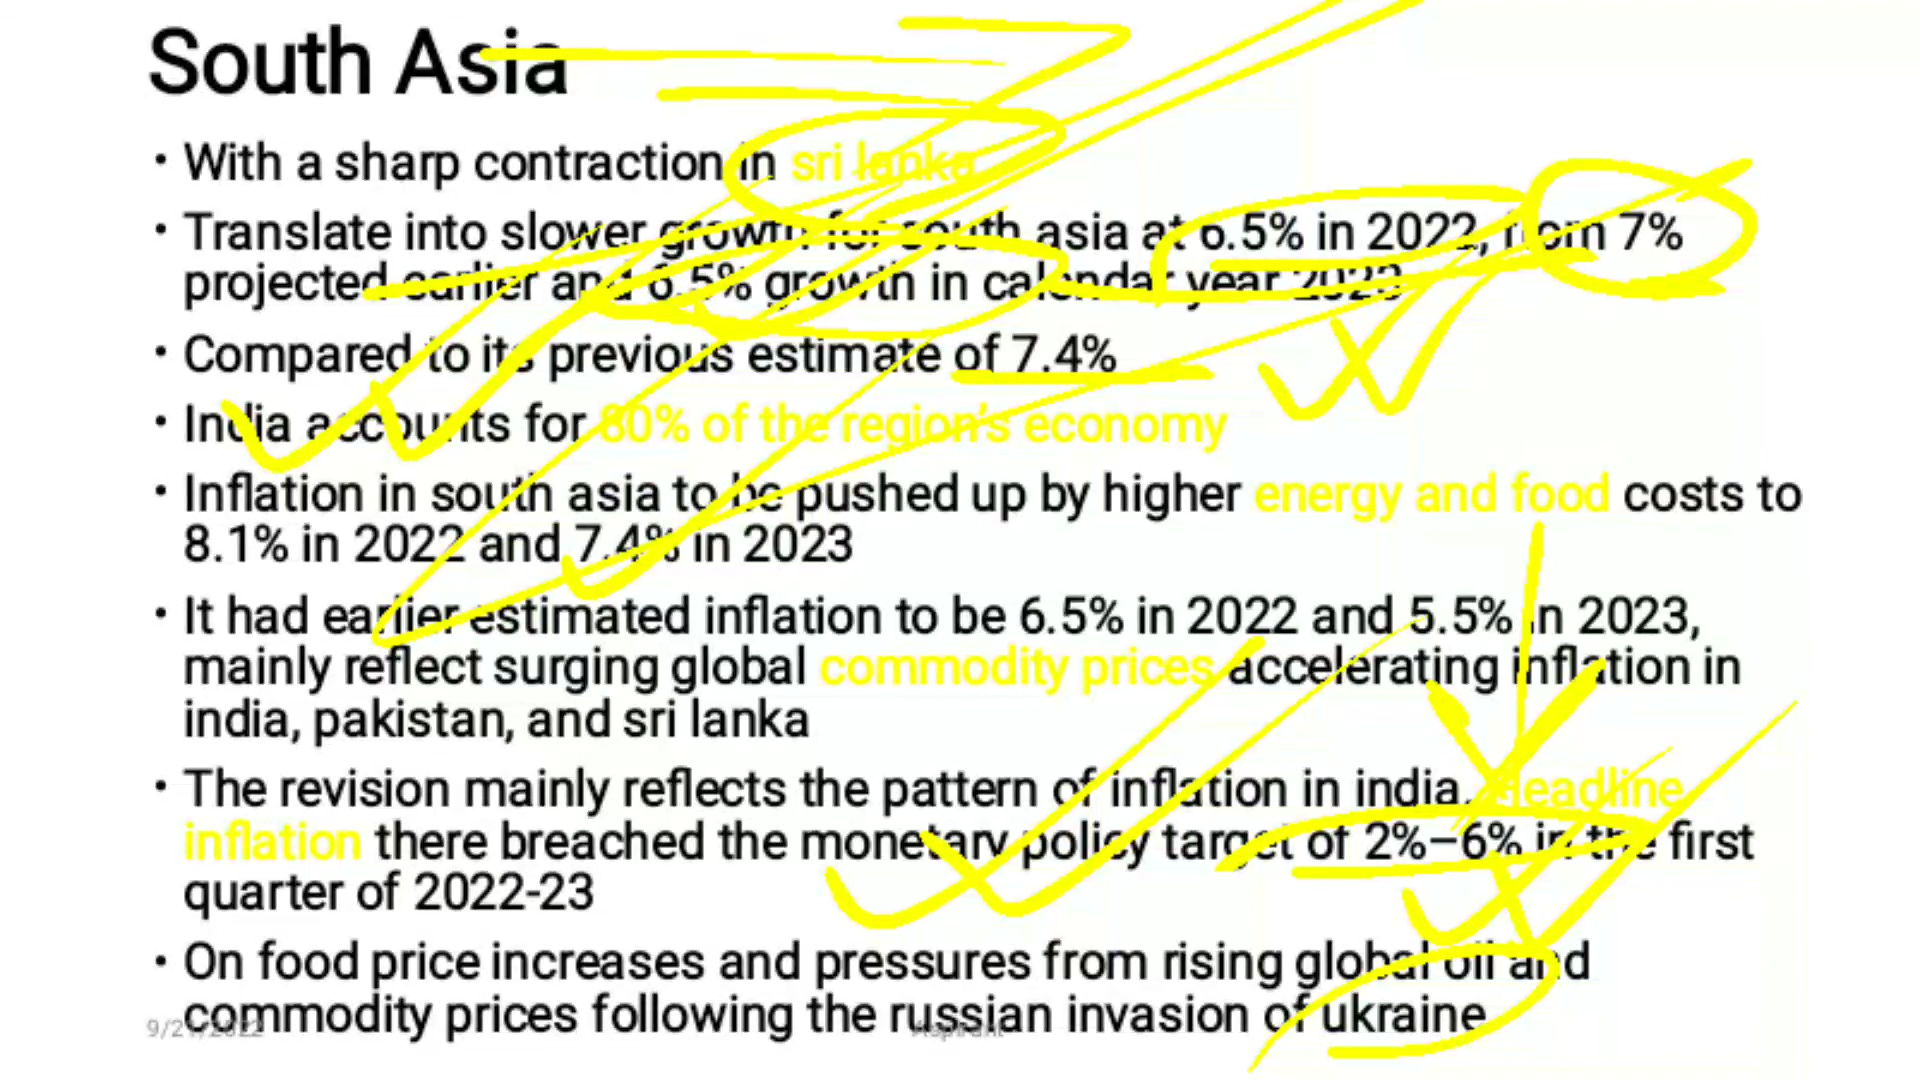 South Asia
• With a sharp contraction in sri lanka
• Translate into slower growth for south asia at 6.5% in 2022, from 7%
projected earlier and 6.5% growth in calendar year 2023
• Compared to its previous estimate of 7.4%
• India accounts for 80% of the region's economy
• Inflation in south asia to be pushed up by higher energy and food costs to
8.1% in 2022 and 7.4% in 2023
• It had earlier estimated inflation to be 6.5% in 2022 and 5.5% in 2023,
mainly reflect surging global commodity prices accelerating inflation in
india, pakistan, and sri lanka
• The revision mainly reflects the pattern of inflation in india. Headline
inflation there breached the monetary policy target of 2%–6% in the first
quarter of 2022-23
• On food price increases and pressures from rising global oil and
commodity prices following the russian invasion of ukraine
9/21/2022